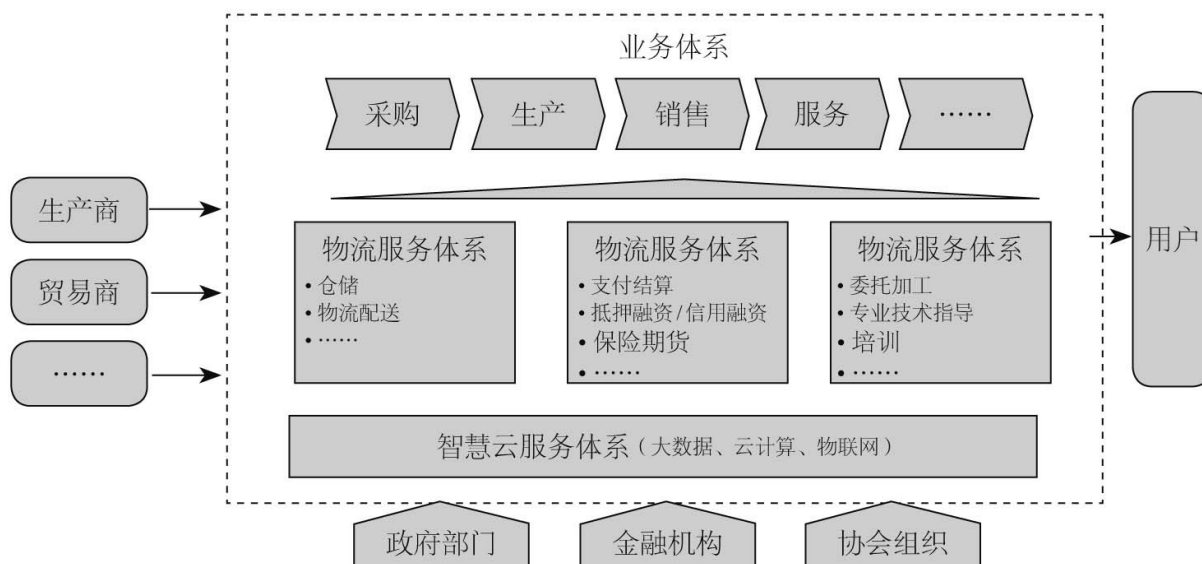 业务体系
采购
生产
销售
服务
……
生产商
贸易商
……
物流服务体系
• 仓储
• 物流配送
• ……
物流服务体系
• 支付结算
• 抵押融资/信用融资
• 保险期货
• ……
物流服务体系
• 委托加工
• 专业技术指导
• 培训
• ……
用户
智慧云服务体系（大数据、云计算、物联网）
政府部门
金融机构
协会组织